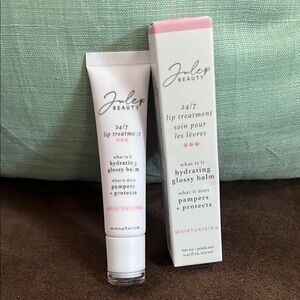 Julep
BEAUTY
24/7
lip treatment
what is it
hydrating
glossy balm
what it does
pampers
+ protects
Julep
BEAUTY
24/7
lip treatment
soin pour
les lèvres
what is it
hydrating
glossy balm
what it does
pampers
+ protects
MOISTURIZING